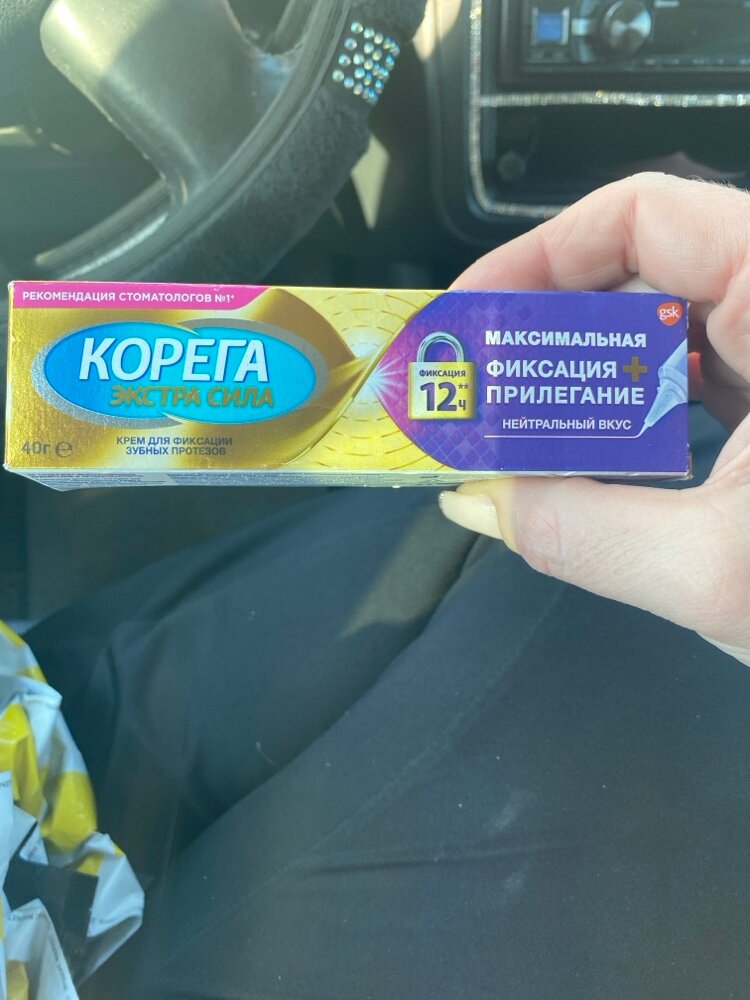 РЕКОМЕНДАЦИЯ СТОМАТОЛОГОВ №1*
КОРЕГА
ЭКСТРА СИЛА
40г e
КРЕМ ДЛЯ ФИКСАЦИИ
ЗУБНЫХ ПРОТЕЗОВ
ФИКСАЦИЯ
12ч**
gsk
МАКСИМАЛЬНАЯ
ФИКСАЦИЯ +
ПРИЛЕГАНИЕ
НЕЙТРАЛЬНЫЙ ВКУС